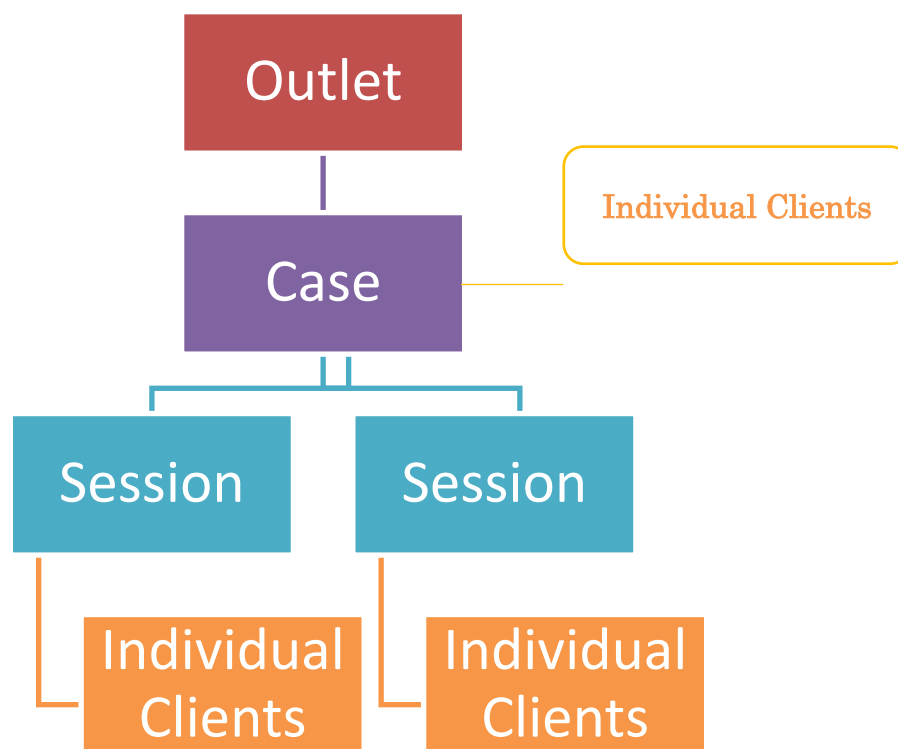 Outlet
Individual Clients
Case
Session
Session
Individual
Clients
Individual
Clients